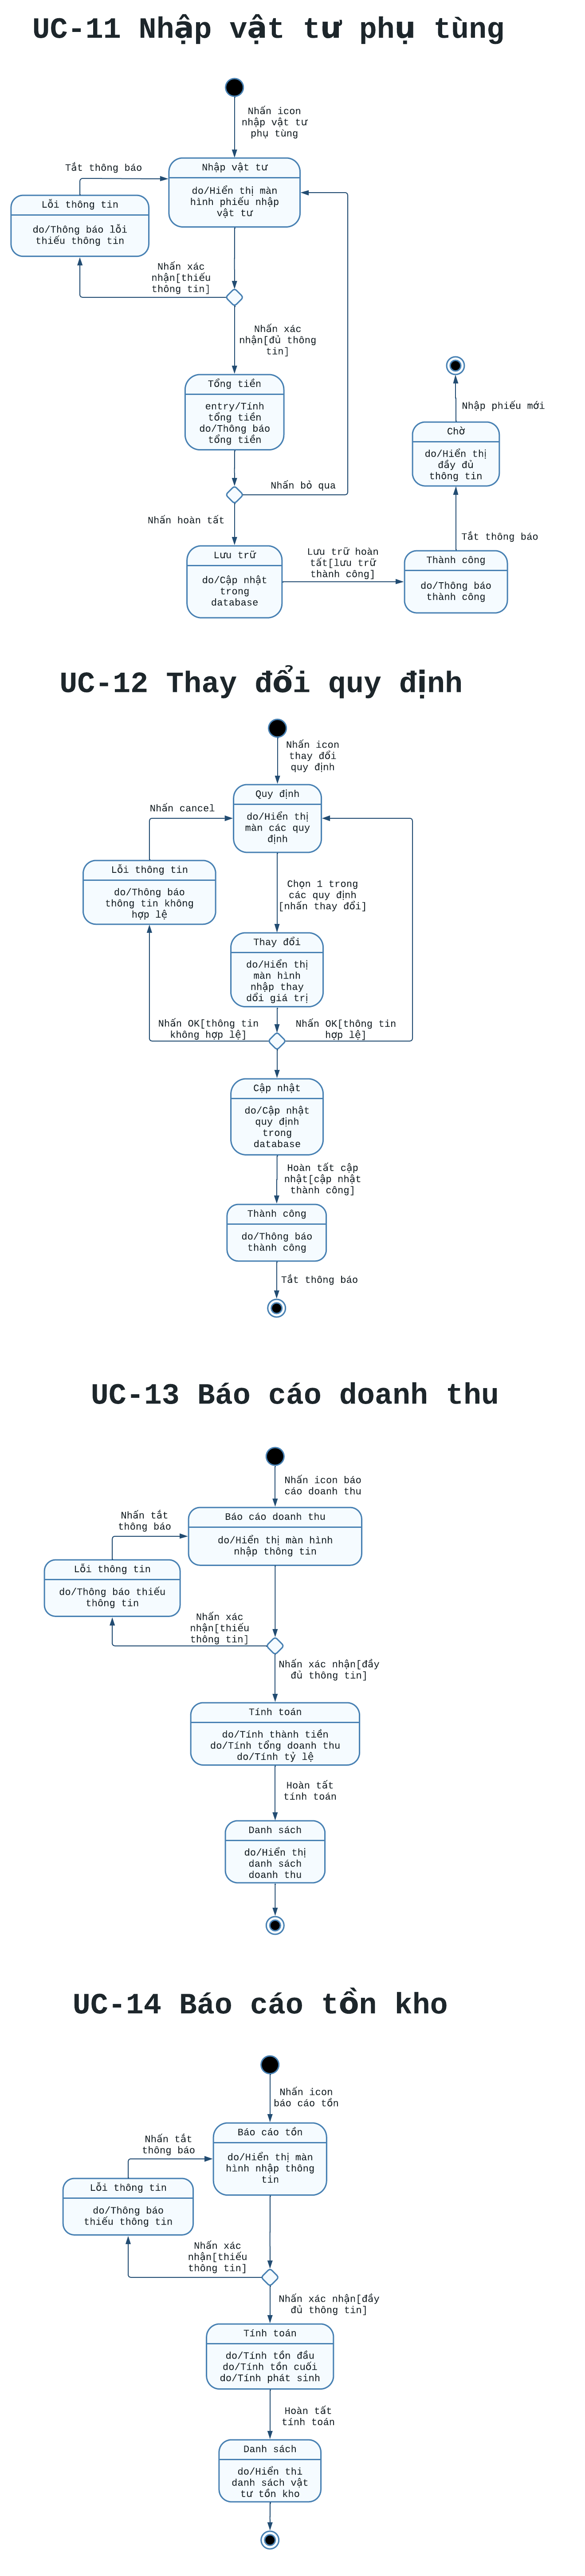 UC-11 Nhập vật tư phụ tùng
Nhấn icon
nhập vật tư
phụ tùng
Tắt thông báo
Nhập vật tư
do/Hiển thị màn
hình phiếu nhập
vật tư
Lỗi thông tin
do/Thông báo lỗi
thiếu thông tin
Nhấn xác
nhận[thiếu
thông tin]
Nhấn xác
nhận[đủ thông
tin]
Tổng tiền
entry/Tính
tổng tiền
do/Thông báo
tổng tiền
Nhập phiếu mới
Chờ
do/Hiển thị
đầy đủ
thông tin
Nhấn bỏ qua
Nhấn hoàn tất
Tắt thông báo
Lưu trữ
do/Cập nhật
trong
database
Lưu trữ hoàn
tất[lưu trữ
thành công]
Thành công
do/Thông báo
thành công
UC-12 Thay đổi quy định
Nhấn icon
thay đổi
quy định
Quy định
do/Hiển thị
màn các quy
định
Nhấn cancel
Lỗi thông tin
do/Thông báo
thông tin không
hợp lệ
Chọn 1 trong
các quy định
[nhấn thay đổi]
Thay đổi
do/Hiển thị
màn hình
nhập thay
dổi giá trị
Nhấn OK[thông tin
không hợp lệ]
Nhấn OK[thông tin
hợp lệ]
Cập nhật
do/Cập nhật
quy định
trong
database
Hoàn tất cập
nhật[cập nhật
thành công]
Thành công
do/Thông báo
thành công
Tắt thông báo
UC-13 Báo cáo doanh thu
Nhấn icon báo
cáo doanh thu
Nhấn tắt
thông báo
Báo cáo doanh thu
do/Hiển thị màn hình
nhập thông tin
Lỗi thông tin
do/Thông báo thiếu
thông tin
Nhấn xác
nhận[thiếu
thông tin]
Nhấn xác nhận[đầy
đủ thông tin]
Tính toán
do/Tính thành tiền
do/Tính tổng doanh thu
do/Tính tỷ lệ
Hoàn tất
tính toán
Danh sách
do/Hiển thị
danh sách
doanh thu
UC-14 Báo cáo tồn kho
Nhấn icon
báo cáo tồn
Nhấn tắt
thông báo
Báo cáo tồn
do/Hiển thị màn
hình nhập thông
tin
Lỗi thông tin
do/Thông báo
thiếu thông tin
Nhấn xác
nhận[thiếu
thông tin]
Nhấn xác nhận[đầy
đủ thông tin]
Tính toán
do/Tính tồn đầu
do/Tính tồn cuối
do/Tính phát sinh
Hoàn tất
tính toán
Danh sách
do/Hiển thi
danh sách vật
tư tồn kho